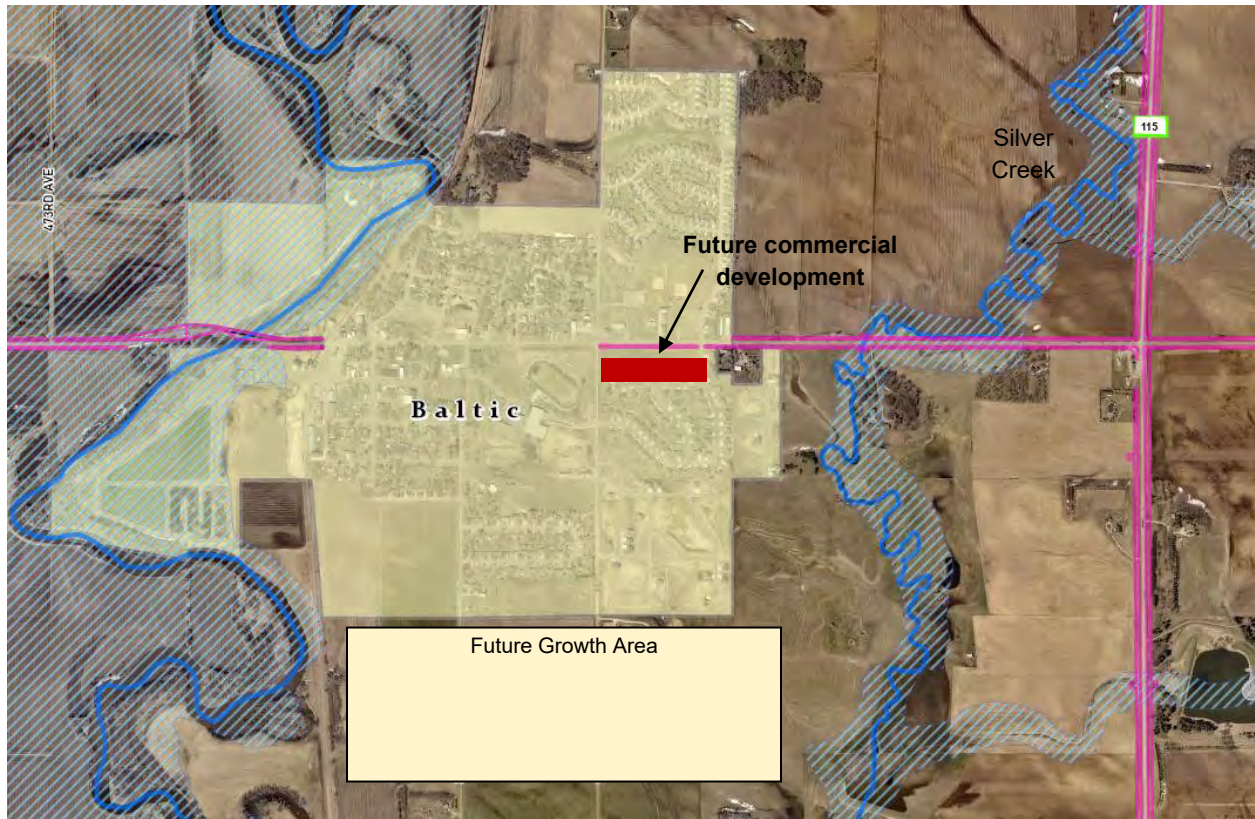 115
Silver
Creek
473RD AVE
Future commercial
development
Baltic
Future Growth Area